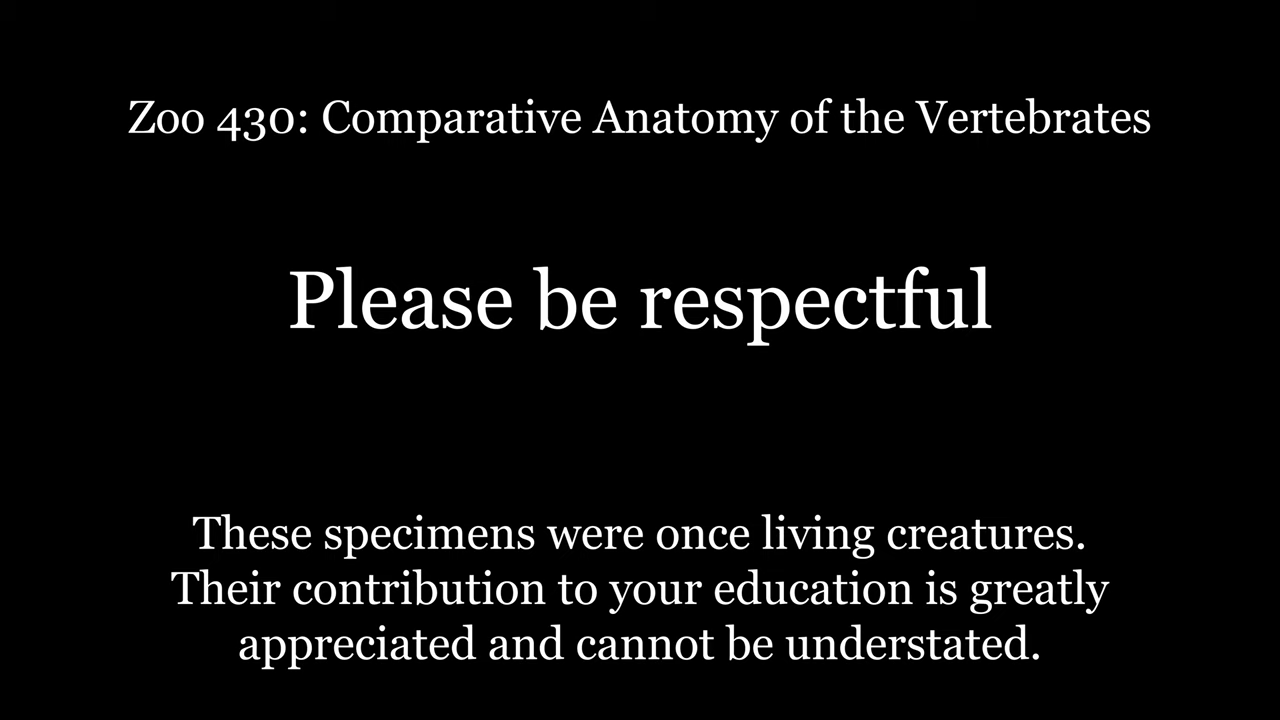 Zoo 430: Comparative Anatomy of the Vertebrates
Please be respectful
These specimens were once living creatures.
Their contribution to your education is greatly
appreciated and cannot be understated.